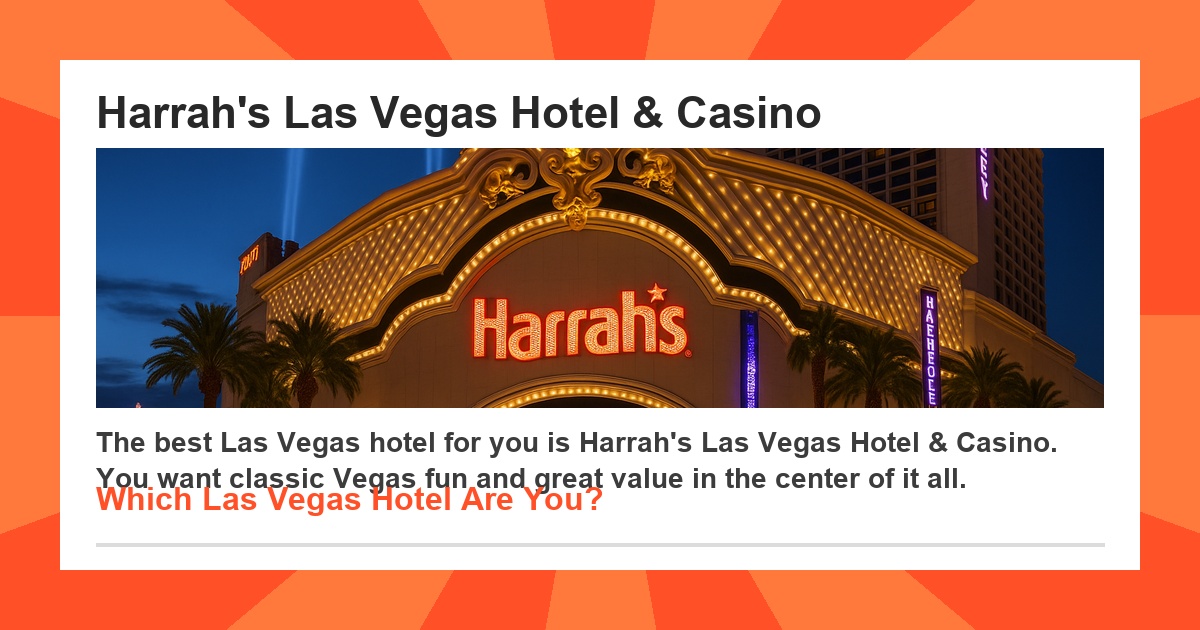 Harrah's Las Vegas Hotel & Casino
Harrah's
The best Las Vegas hotel for you is Harrah's Las Vegas Hotel & Casino.
You want classic Vegas fun and great value in the center of it all.
Which Las Vegas Hotel Are You?